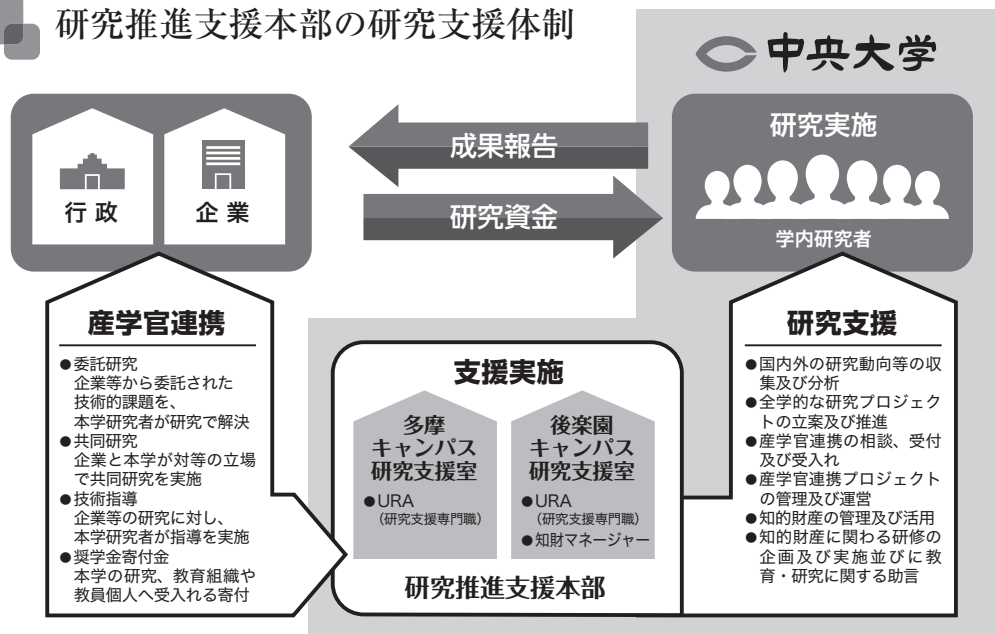 研究推進支援本部の研究支援体制
中央大学
行政
企業
成果報告
研究資金
研究実施
学内研究者
産学官連携
●委託研究
企業等から委託された
技術的課題を、
本学研究者が研究で解決
●共同研究
企業と本学が対等の立場
で共同研究を実施
●技術指導
企業等の研究に対し、
本学研究者が指導を実施
●奨学金寄付金
本学の研究、教育組織や
教員個人へ受入れる寄付
支援実施
多摩
キャンパス
研究支援室
●URA
(研究支援専門職)
後楽園
キャンパス
研究支援室
●URA
(研究支援専門職)
●知財マネージャー
研究推進支援本部
研究支援
●国内外の研究動向等の収
集及び分析
●全学的な研究プロジェク
トの立案及び推進
●産学官連携の相談、受付
及び受入れ
●産学官連携プロジェクト
の管理及び運営
●知的財産の管理及び活用
●知的財産に関わる研修の
企画及び実施並びに教
育・研究に関する助言